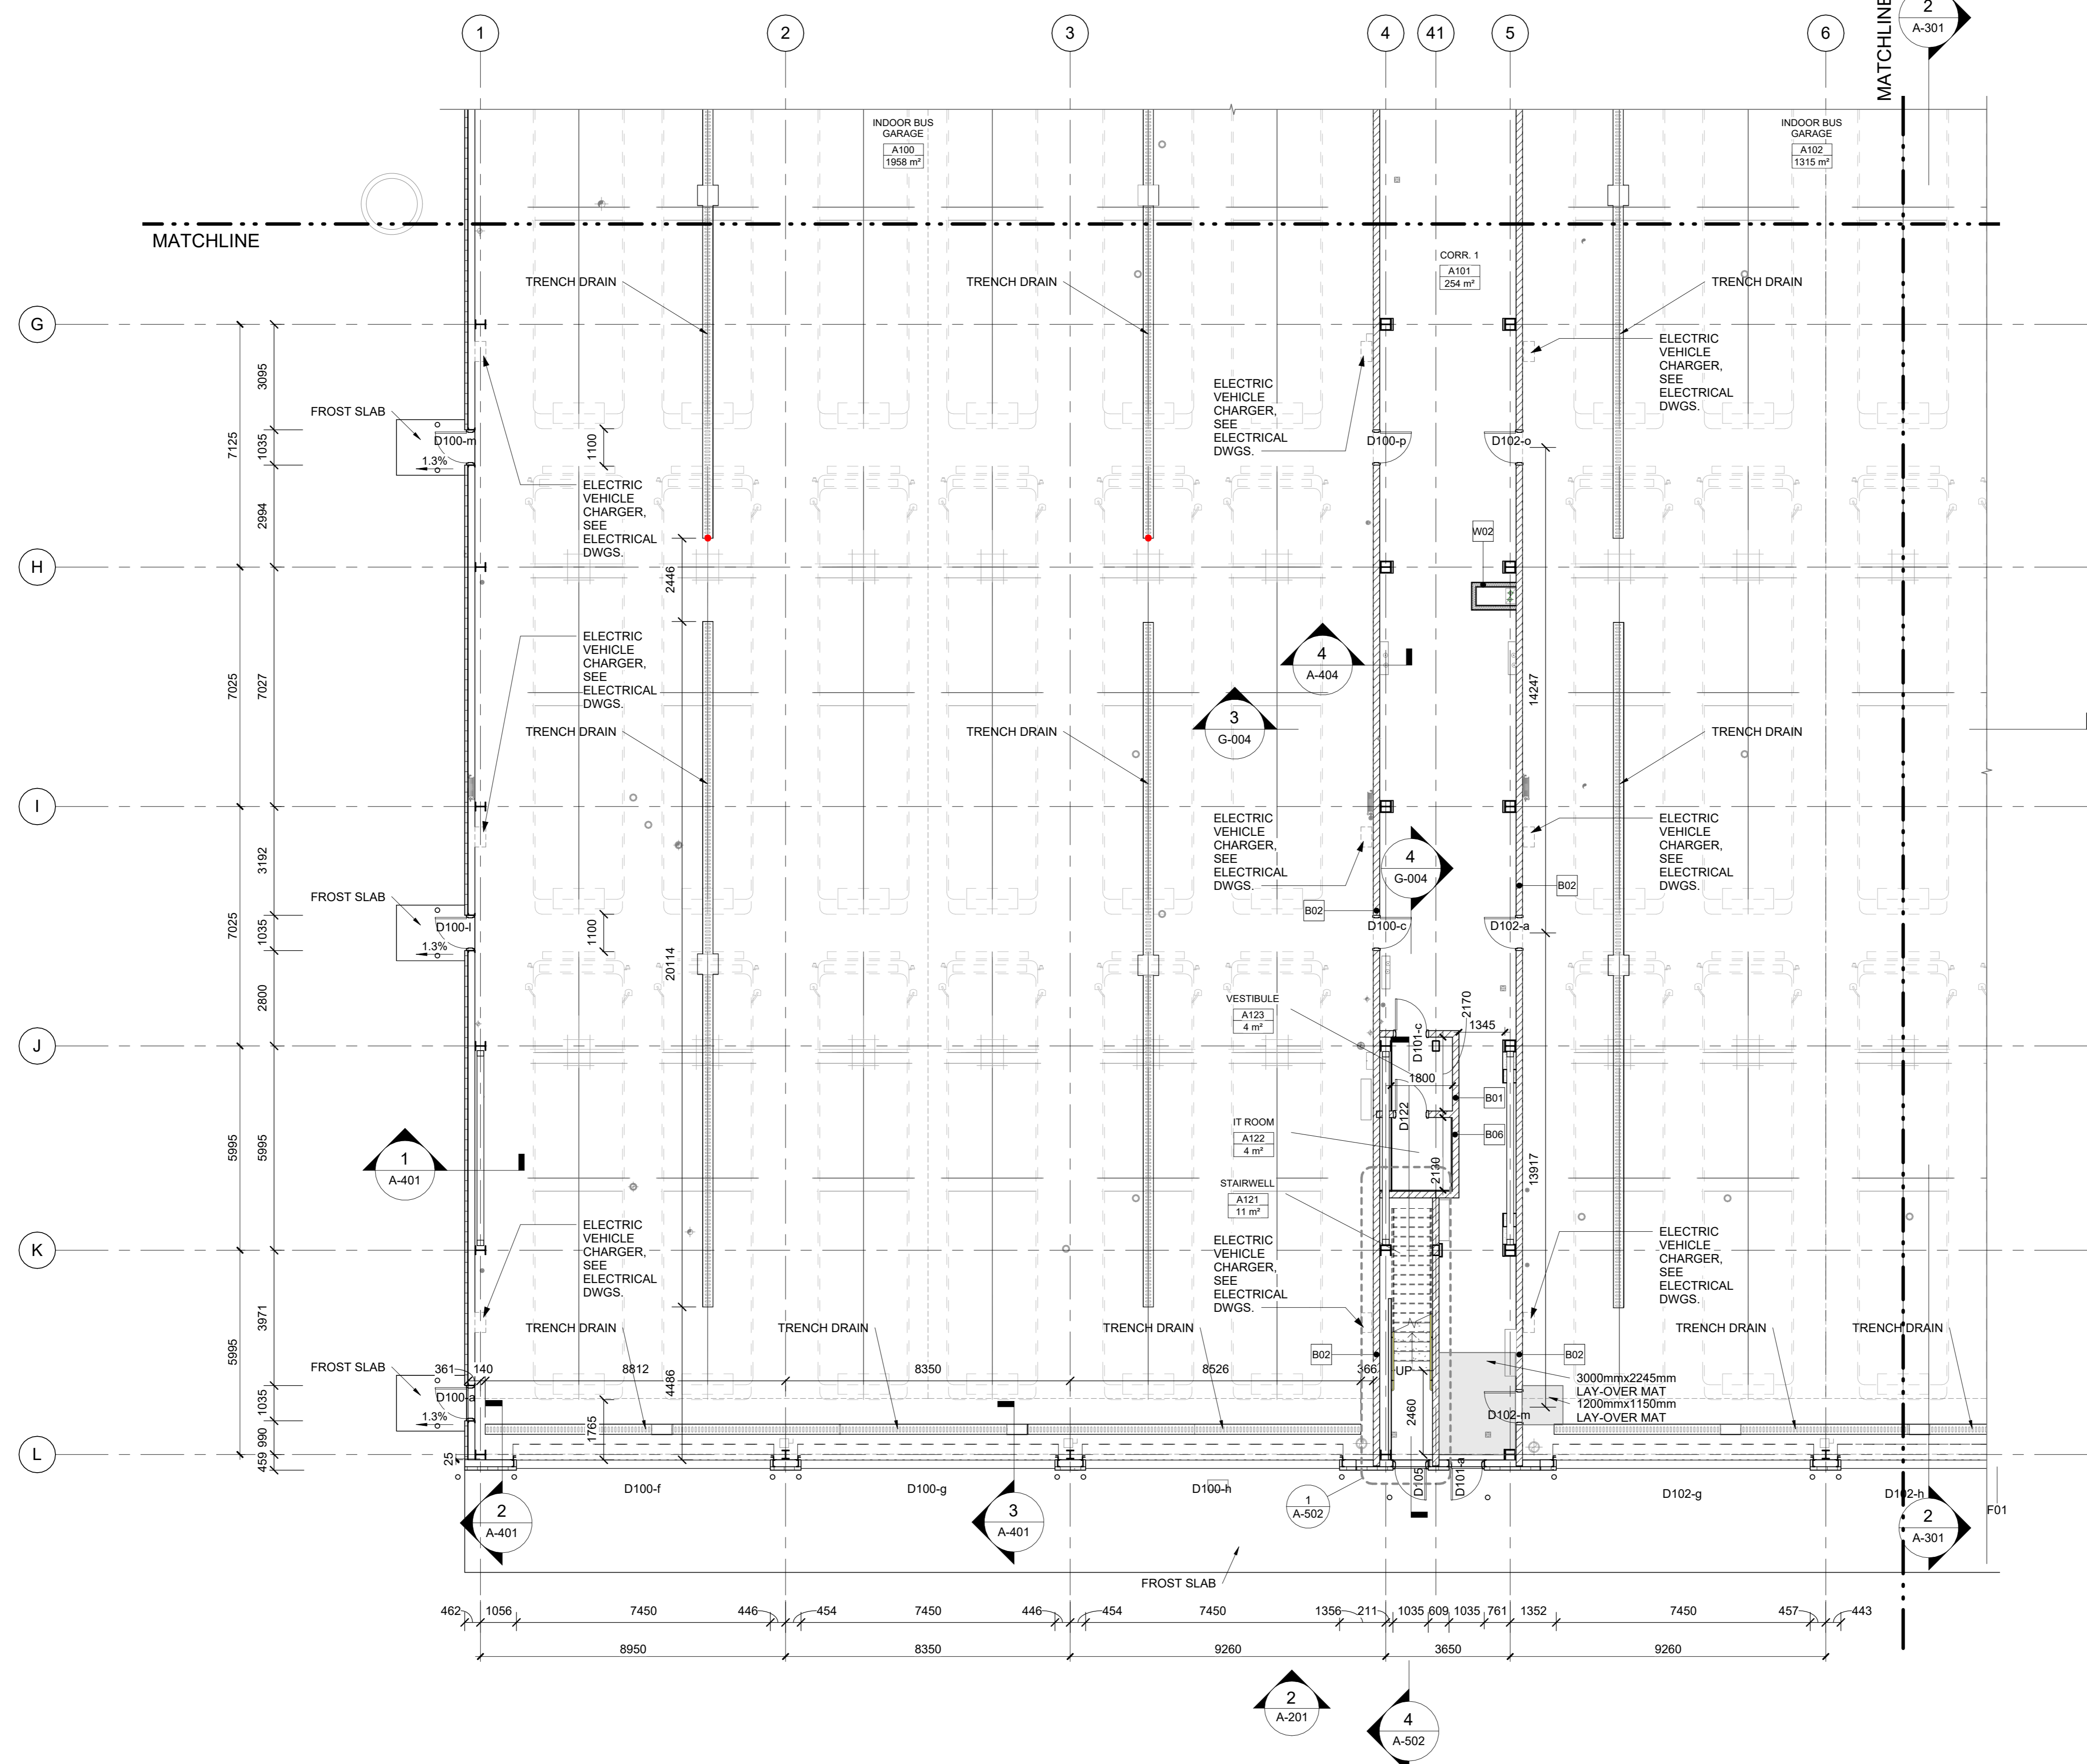 1
2
3
4
41
5
6
MATCHLINE
2
A-301
INDOOR BUS
GARAGE
A100
1958 m²
INDOOR BUS
GARAGE
A102
1315 m²
MATCHLINE
CORR. 1
A101
254 m²
TRENCH DRAIN
TRENCH DRAIN
TRENCH DRAIN
G
H
I
J
K
L
7125
7025
7025
5995
5995
3095
1035
2994
7027
3192
1035
2800
5995
3971
1035
990
459
FROST SLAB
D100-m
1.3%
1100
ELECTRIC
VEHICLE
CHARGER,
SEE
ELECTRICAL
DWGS.
ELECTRIC
VEHICLE
CHARGER,
SEE
ELECTRICAL
DWGS.
ELECTRIC
VEHICLE
CHARGER,
SEE
ELECTRICAL
DWGS.
D100-p
D102-o
W02
2446
14247
ELECTRIC
VEHICLE
CHARGER,
SEE
ELECTRICAL
DWGS.
4
A-404
3
G-004
TRENCH DRAIN
TRENCH DRAIN
TRENCH DRAIN
ELECTRIC
VEHICLE
CHARGER,
SEE
ELECTRICAL
DWGS.
4
G-004
ELECTRIC
VEHICLE
CHARGER,
SEE
ELECTRICAL
DWGS.
B02
B02
FROST SLAB
D100-l
1.3%
1100
20114
D100-c
D102-a
VESTIBULE
A123
4 m²
D101-c
2170
1345
1800
D122
B01
B06
IT ROOM
A122
4 m²
2130
13917
STAIRWELL
A121
11 m²
1
A-401
ELECTRIC
VEHICLE
CHARGER,
SEE
ELECTRICAL
DWGS.
ELECTRIC
VEHICLE
CHARGER,
SEE
ELECTRICAL
DWGS.
ELECTRIC
VEHICLE
CHARGER,
SEE
ELECTRICAL
DWGS.
TRENCH DRAIN
TRENCH DRAIN
TRENCH DRAIN
TRENCH DRAIN
TRENCH DRAIN
B02
B02
FROST SLAB
361
140
8812
8350
8526
366
UP
3000mmx2245mm
LAY-OVER MAT
1200mmx1150mm
LAY-OVER MAT
D100-a
1.3%
4486
1765
2460
D102-m
25
D100-f
D100-g
D100-h
D105
D101-a
D102-g
D102-h
F01
2
A-401
3
A-401
1
A-502
2
A-301
FROST SLAB
462
1056
7450
446
454
7450
446
454
7450
1356
211
1035
609
1035
761
1352
7450
457
443
8950
8350
9260
3650
9260
2
A-201
4
A-502